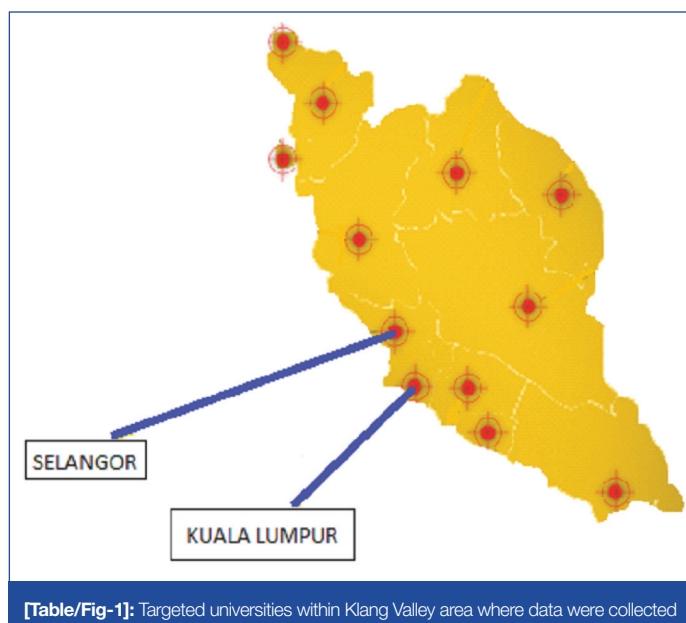 SELANGOR
KUALA LUMPUR
[Table/Fig-1]: Targeted universities within Klang Valley area where data were collected